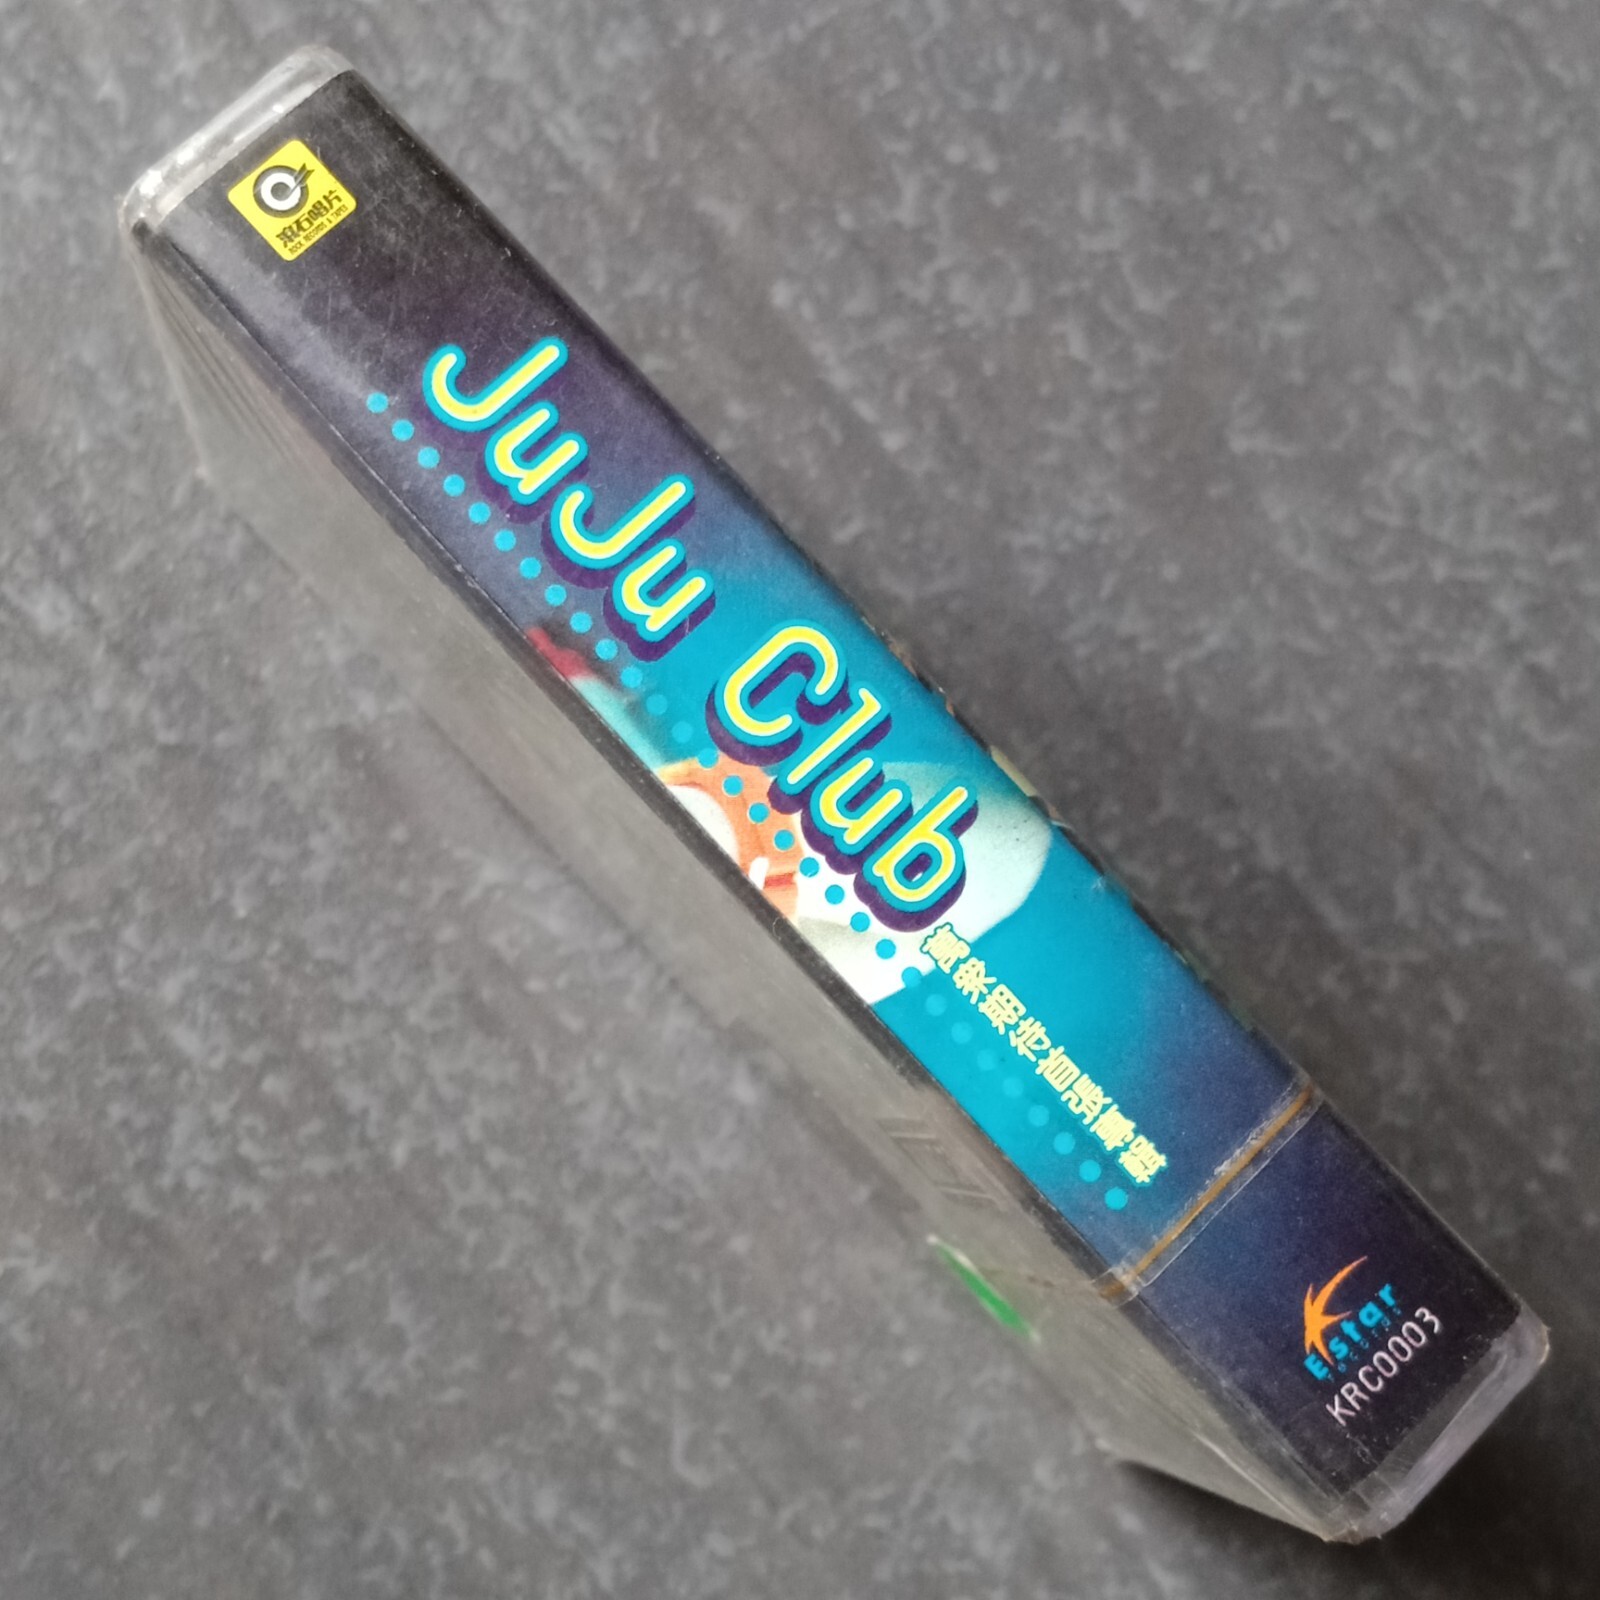 滾石唱片
ROCK RECORDS & TAPES
JuJu Club
萬眾期待首張專輯
Estar
records
KRC0003